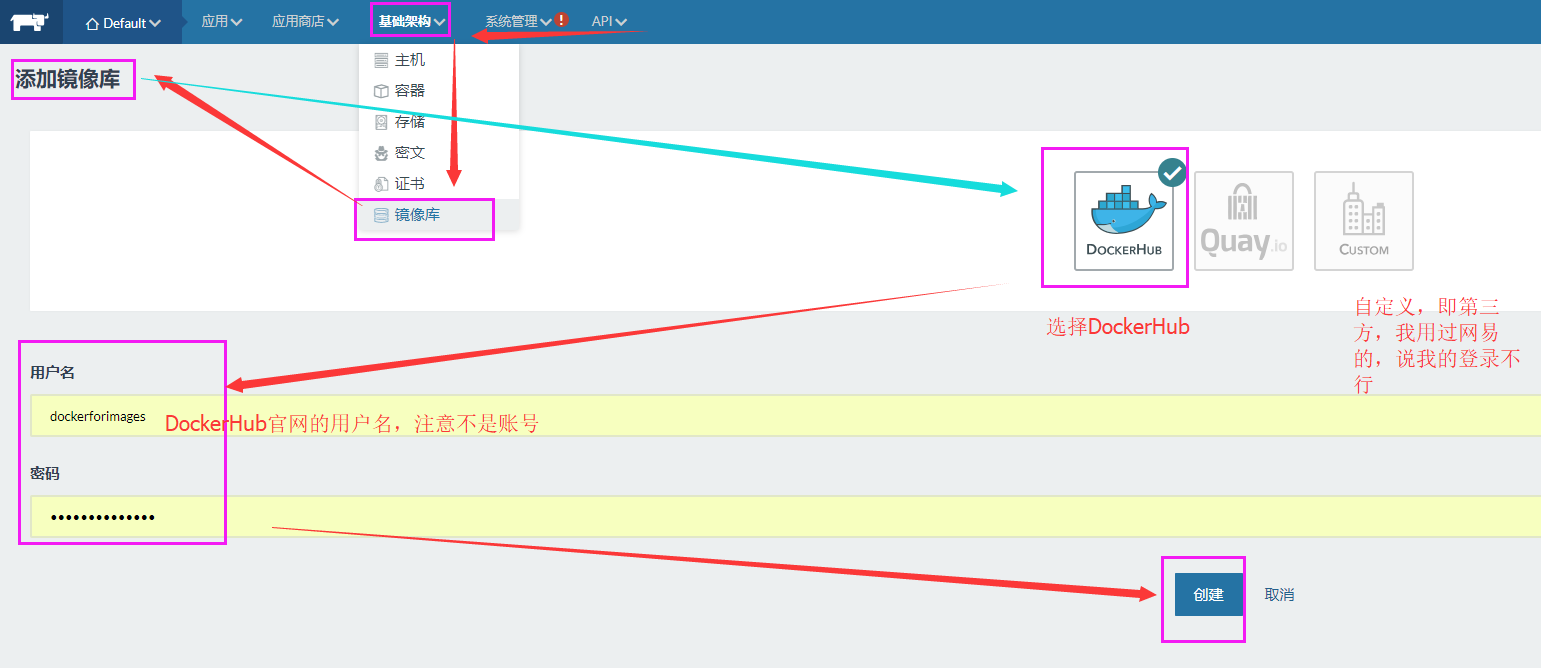 Default
应用
应用商店
基础架构
系统管理
!
API
添加镜像库
主机
容器
存储
密文
证书
镜像库
DOCKERHUB
Quay.io
CUSTOM
选择DockerHub
自定义，即第三
方，我用过网易
的，说我的登录不
行
用户名
dockerforimages
DockerHub官网的用户名，注意不是账号
密码
••••••••••••••
创建
取消